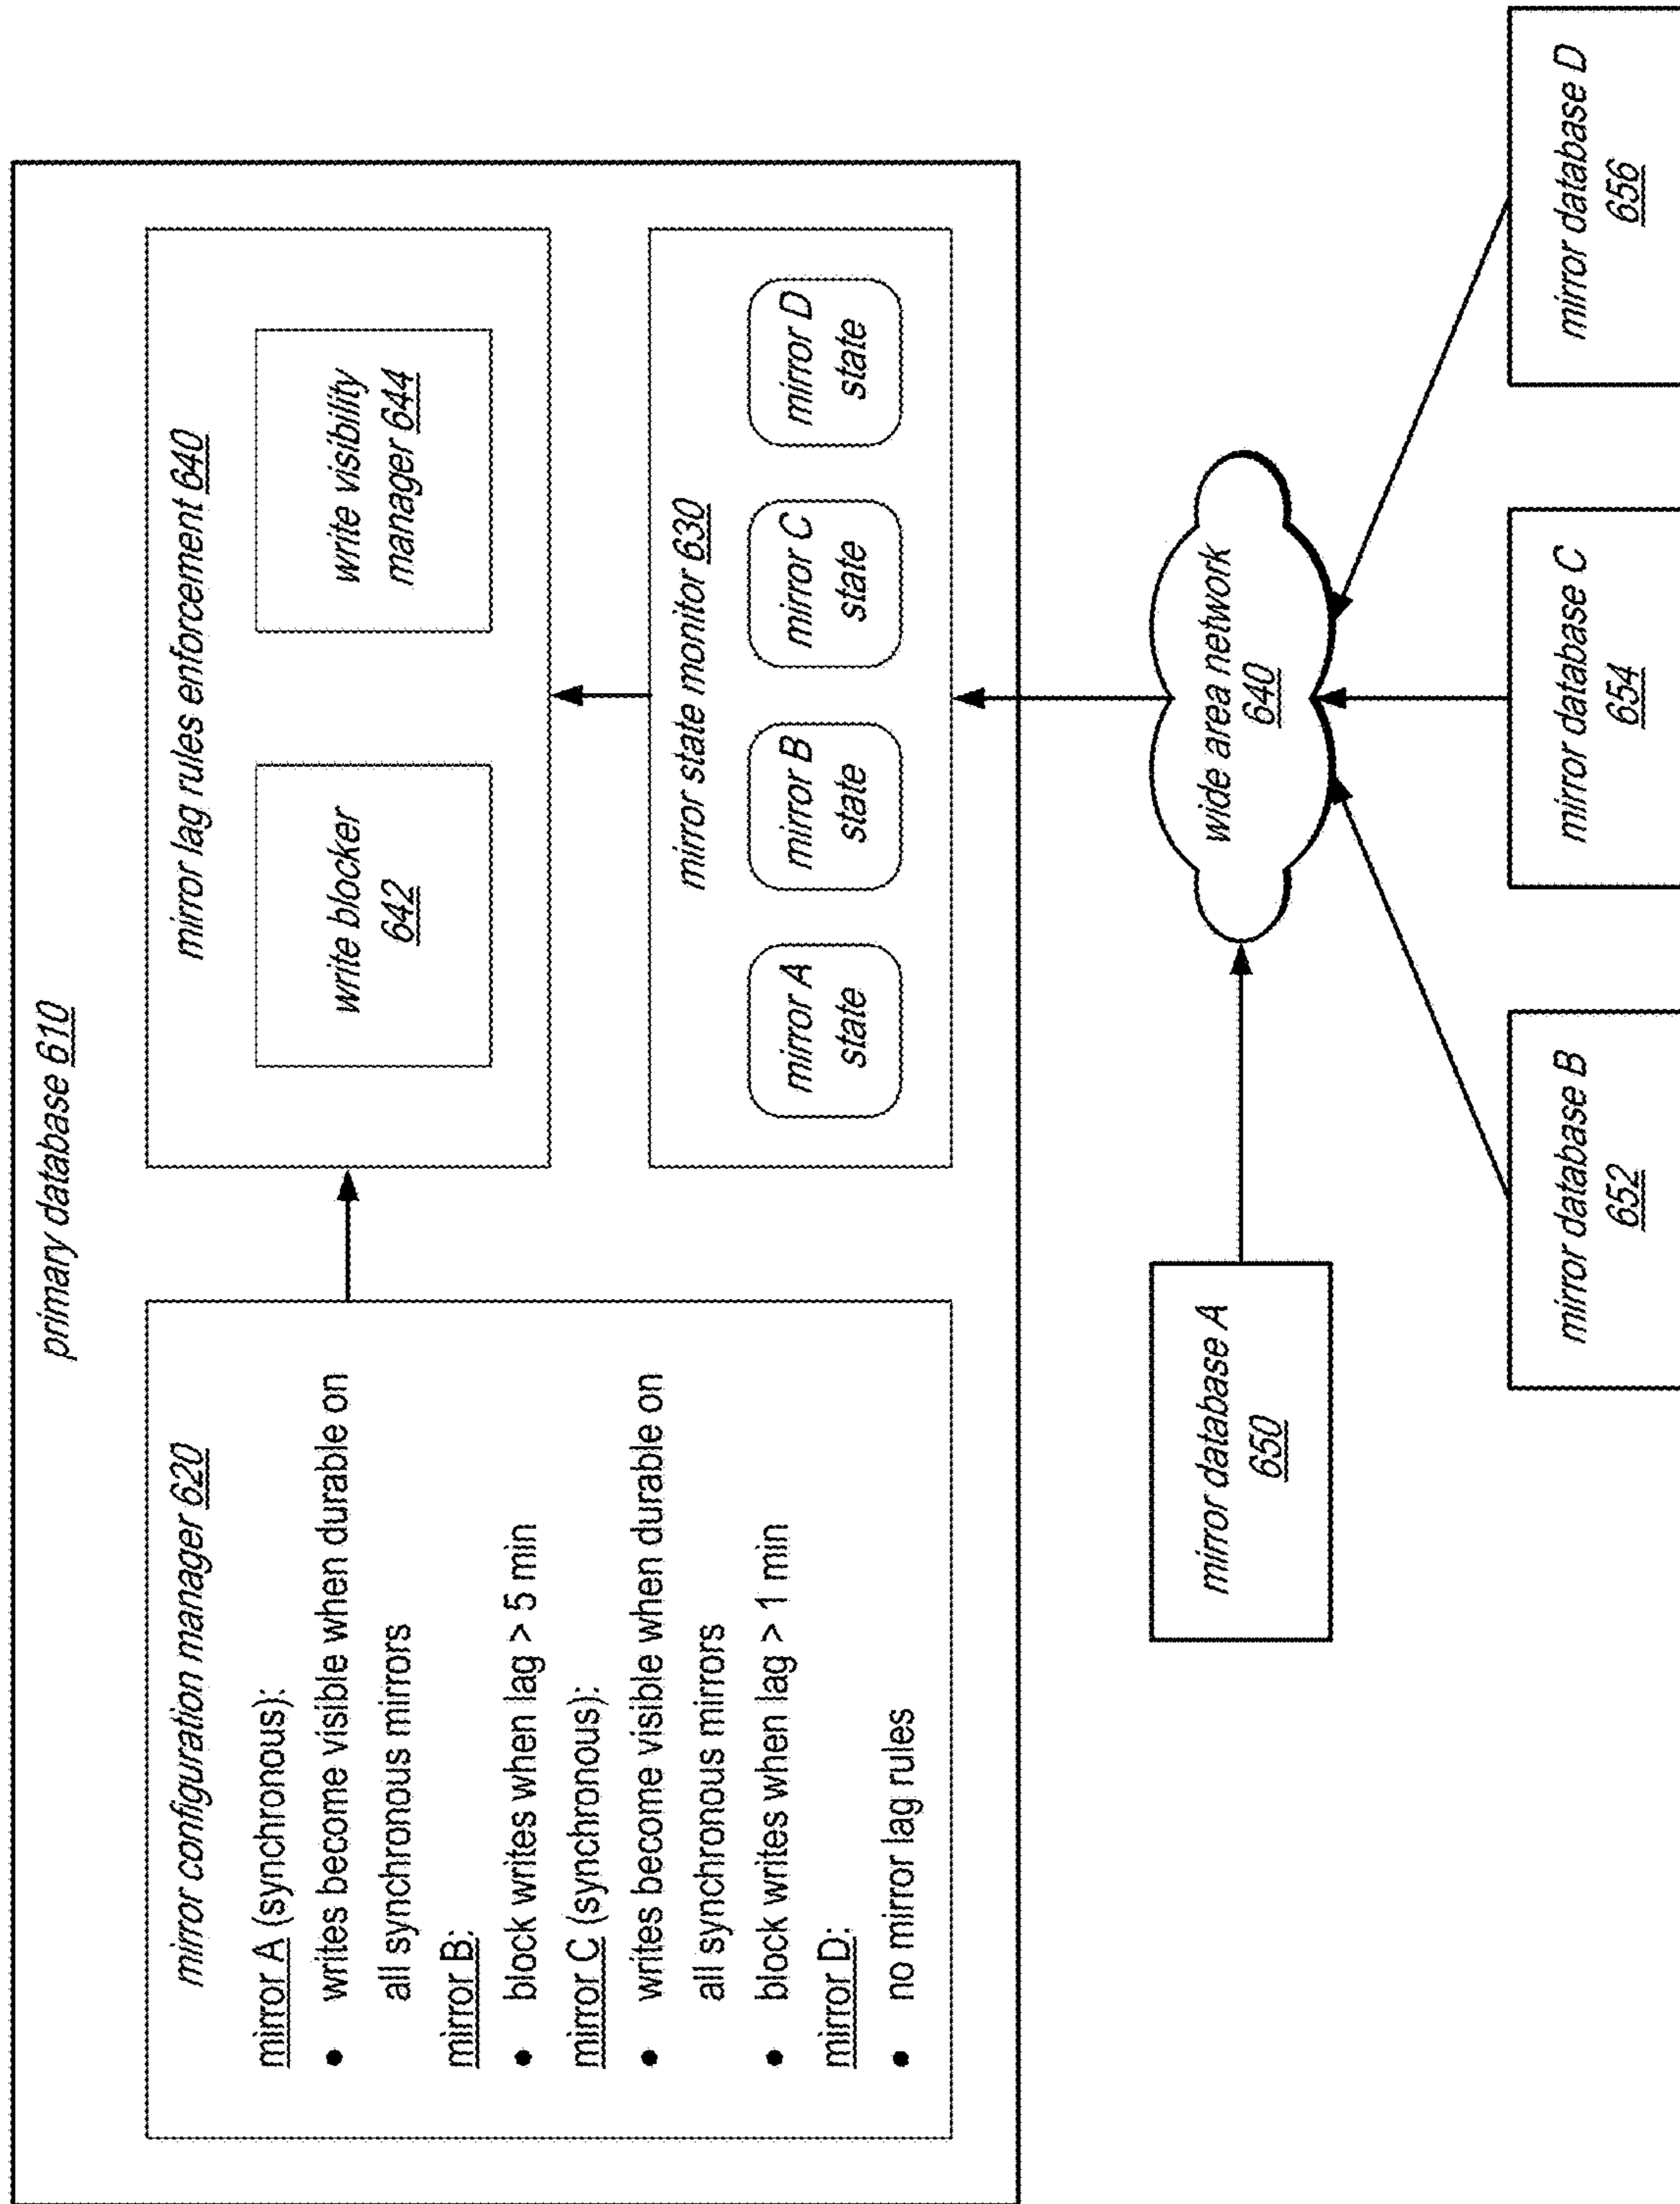 primary database 610
mirror configuration manager 620
mirror A (synchronous):
• writes become visible when durable on
all synchronous mirrors
mirror B:
• block writes when lag > 5 min
mirror C (synchronous):
• writes become visible when durable on
all synchronous mirrors
• block writes when lag > 1 min
mirror D:
• no mirror lag rules
mirror lag rules enforcement 640
write blocker
642
write visibility
manager 644
mirror state monitor 630
mirror A
state
mirror B
state
mirror C
state
mirror D
state
wide area network
640
mirror database A
650
mirror database B
652
mirror database C
654
mirror database D
656